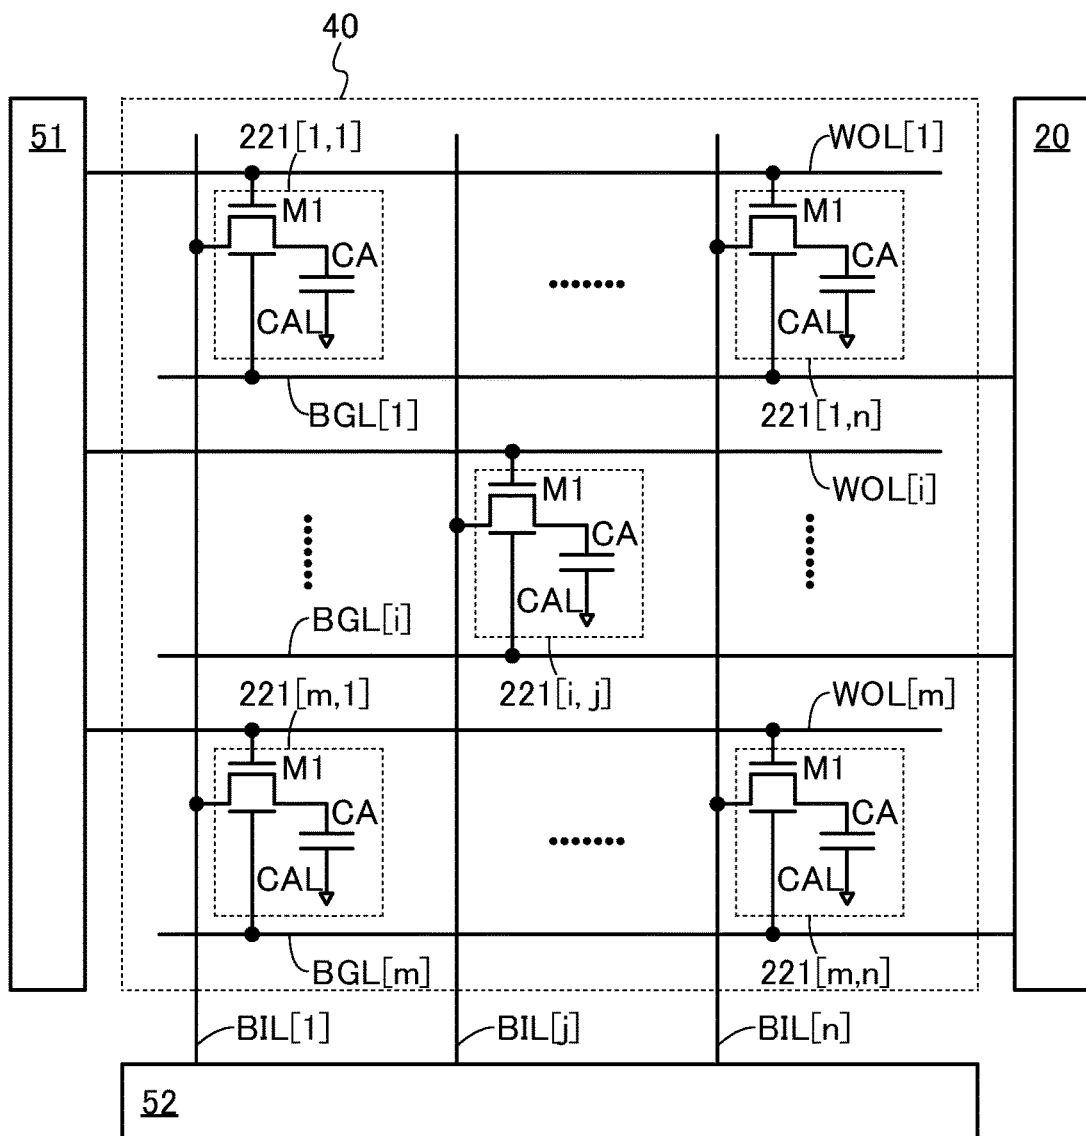 40
51
221[1,1]
WOL[1]
20
M1
M1
CA
CA
CAL
CAL
BGL[1]
221[1,n]
WOL[i]
M1
CA
CAL
BGL[i]
221[m,1]
221[i, j]
WOL[m]
M1
M1
CA
CA
CAL
CAL
BGL[m]
221[m,n]
BIL[1]
BIL[j]
BIL[n]
52